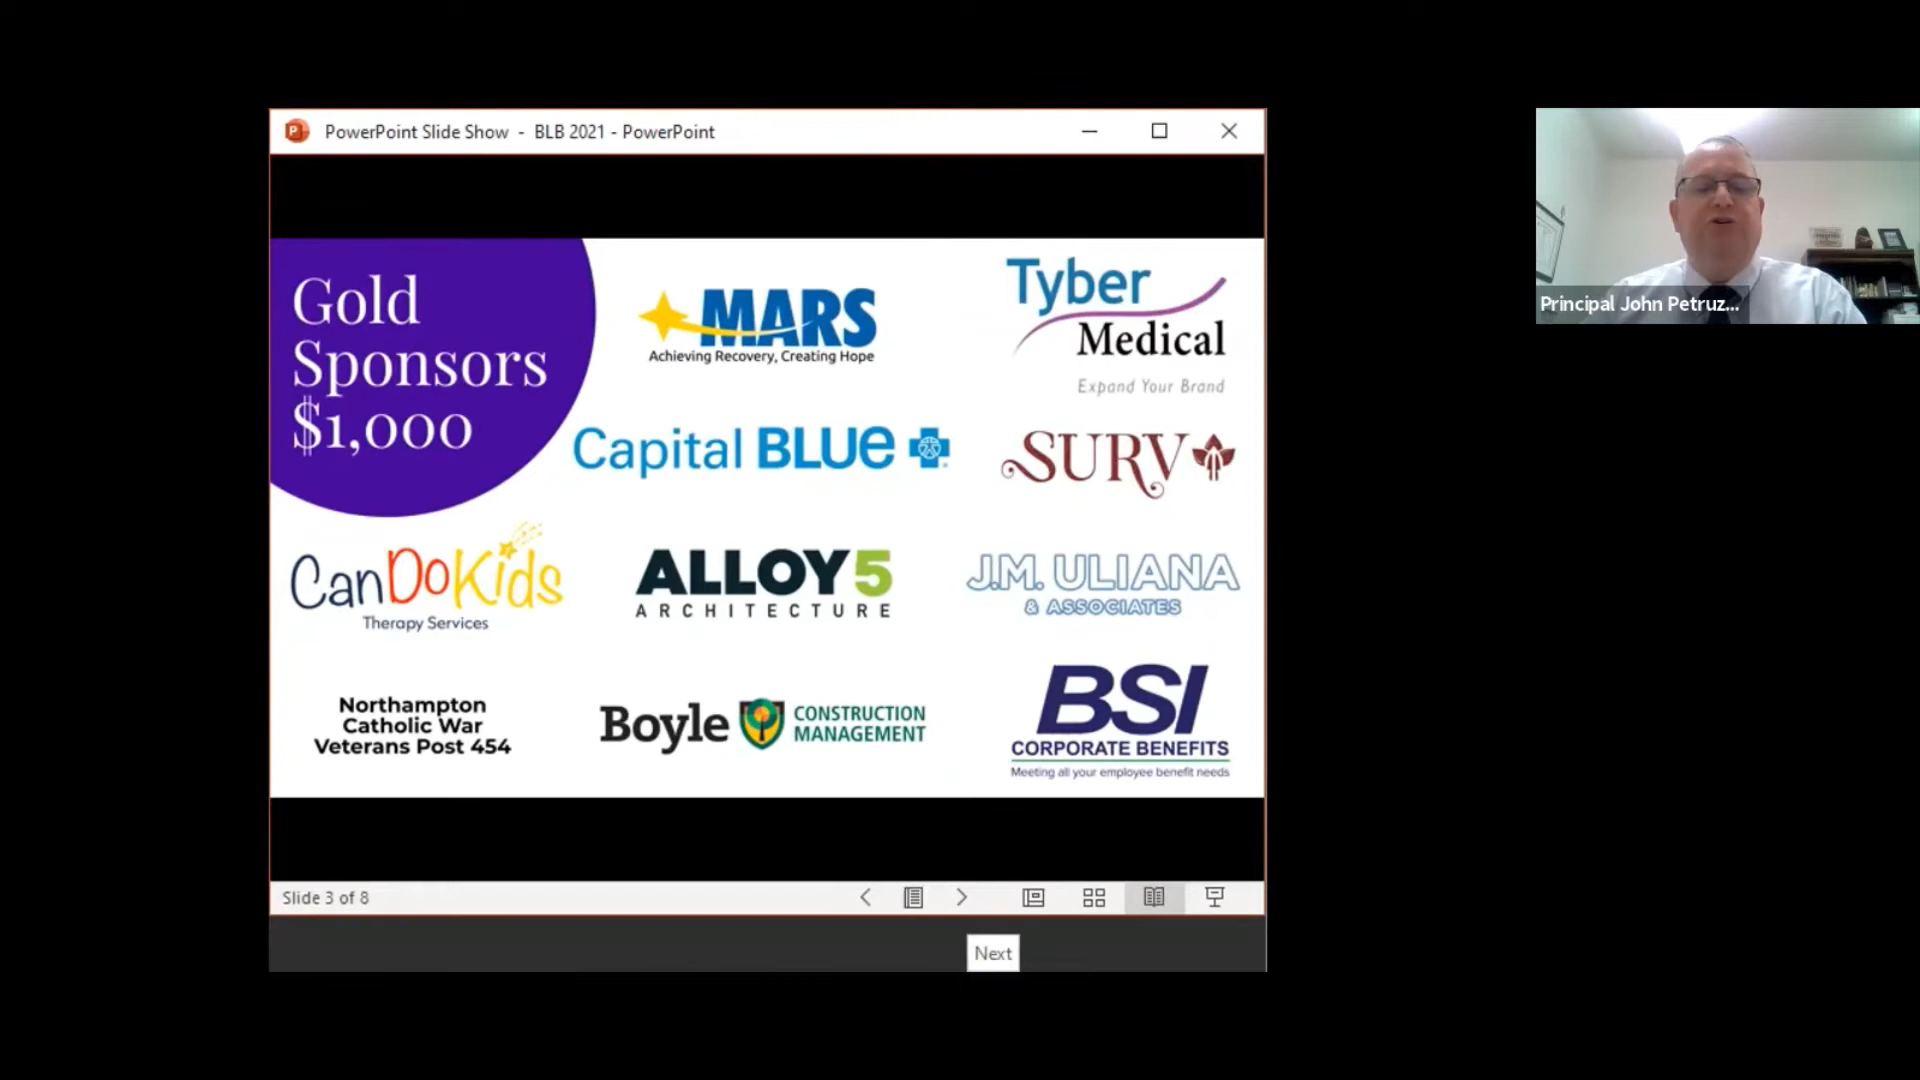 PowerPoint Slide Show - BLB 2021 - PowerPoint
Gold
Sponsors
$1,000
MARS
Achieving Recovery, Creating Hope
Tyber
Medical
Expand Your Brand
Capital BLUE
SURV
CanDoKids
Therapy Services
ALLOY5
ARCHITECTURE
J.M. ULIANA
& ASSOCIATES
Northampton
Catholic War
Veterans Post 454
Boyle CONSTRUCTION
MANAGEMENT
BSI
CORPORATE BENEFITS
Meeting all your employee benefit needs
Slide 3 of 8
Next
Principal John Petruz...